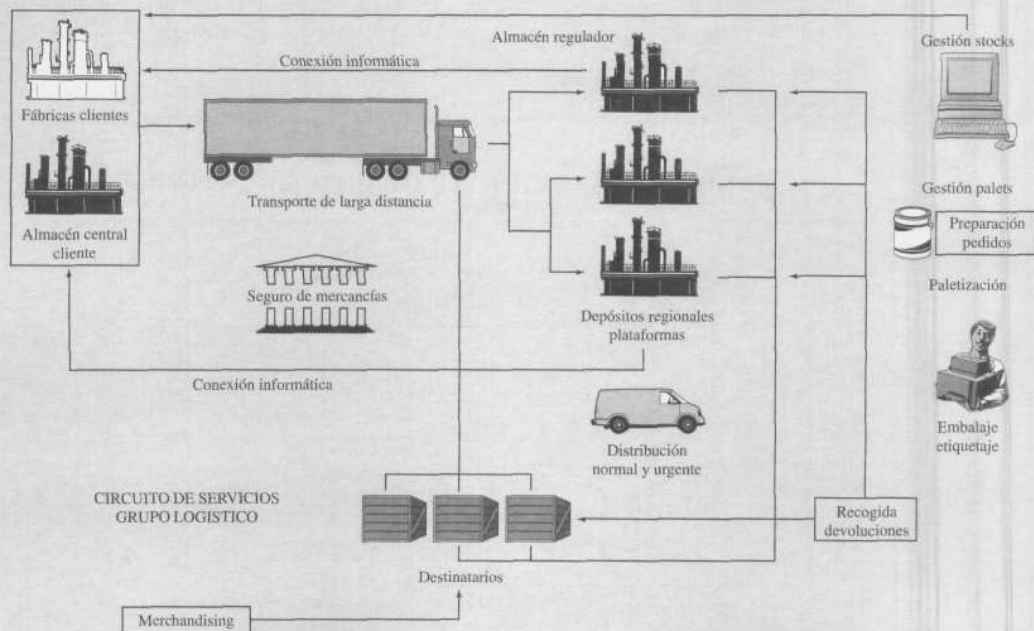 Almacén regulador
Gestión stocks
Conexión informática
Fábricas clientes
Transporte de larga distancia
Almacén central
cliente
Gestión palets
Preparación
pedidos
Seguro de mercancías
Paletización
Depósitos regionales
plataformas
Conexión informática
Embalaje
etiquetaje
Distribución
normal y urgente
CIRCUITO DE SERVICIOS
GRUPO LOGISTICO
Recogida
devoluciones
Destinatarios
Merchandising